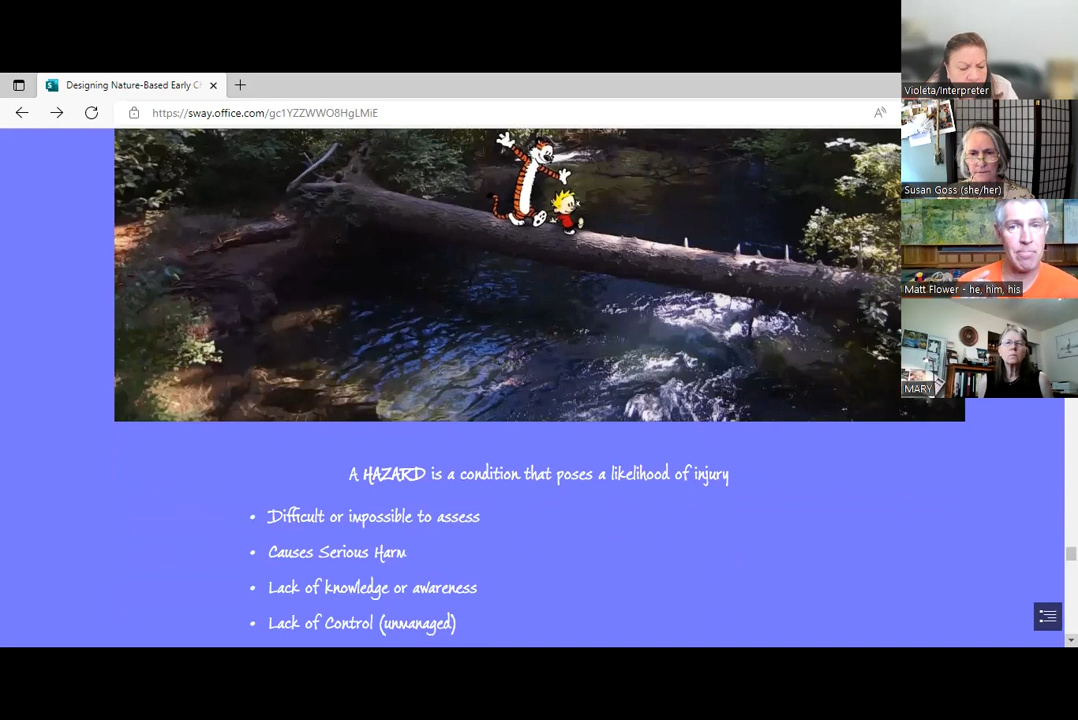 Designing Nature-Based Early C
https://sway.office.com/gc1YZZWWO8HgLMiE
Violeta/Interpreter
Susan Goss (she/her)
Matt Flower - he, him, his
MARY
A HAZARD is a condition that poses a likelihood of injury
• Difficult or impossible to assess
• Causes Serious Harm
• Lack of knowledge or awareness
• Lack of Control (unmanaged)